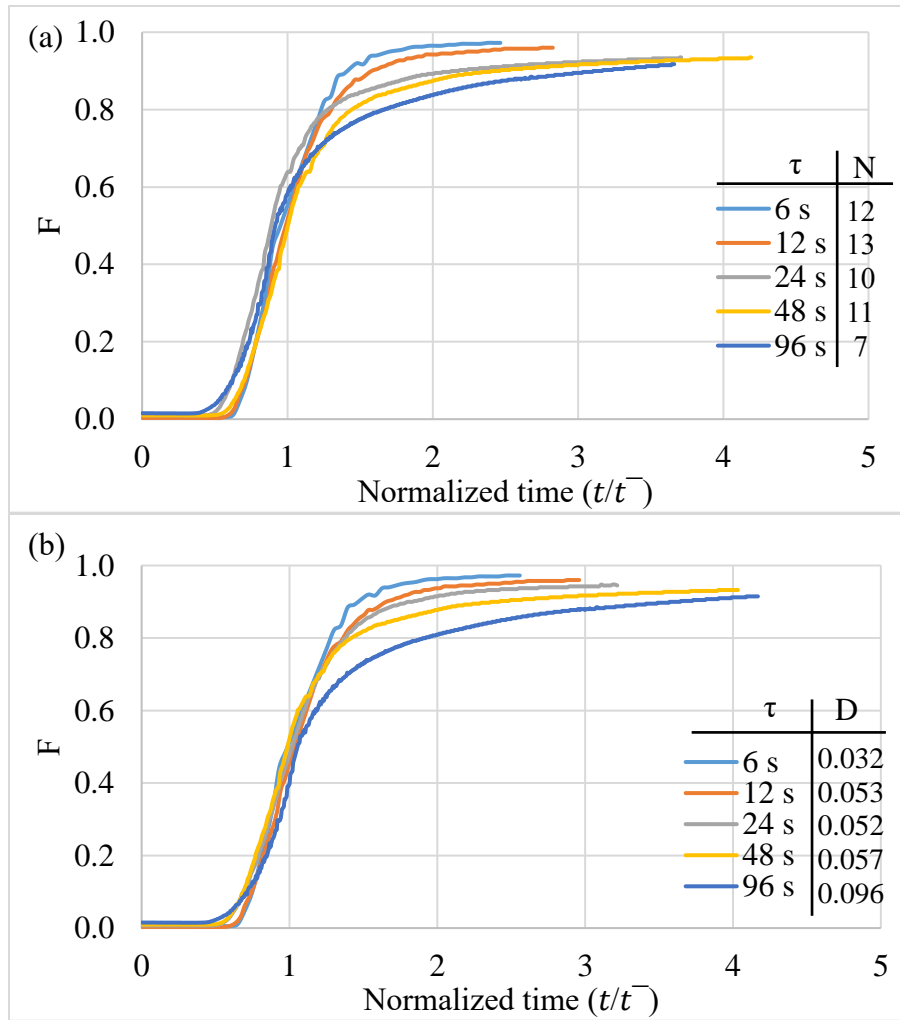 (a)
1.0
0.8
0.6
0.4
0.2
0.0
F
τ N
6 s 12
12 s 13
24 s 10
48 s 11
96 s 7
0 1 2 3 4 5
Normalized time (t/t¯)
(b)
1.0
0.8
0.6
0.4
0.2
0.0
F
τ D
6 s 0.032
12 s 0.053
24 s 0.052
48 s 0.057
96 s 0.096
0 1 2 3 4 5
Normalized time (t/t¯)